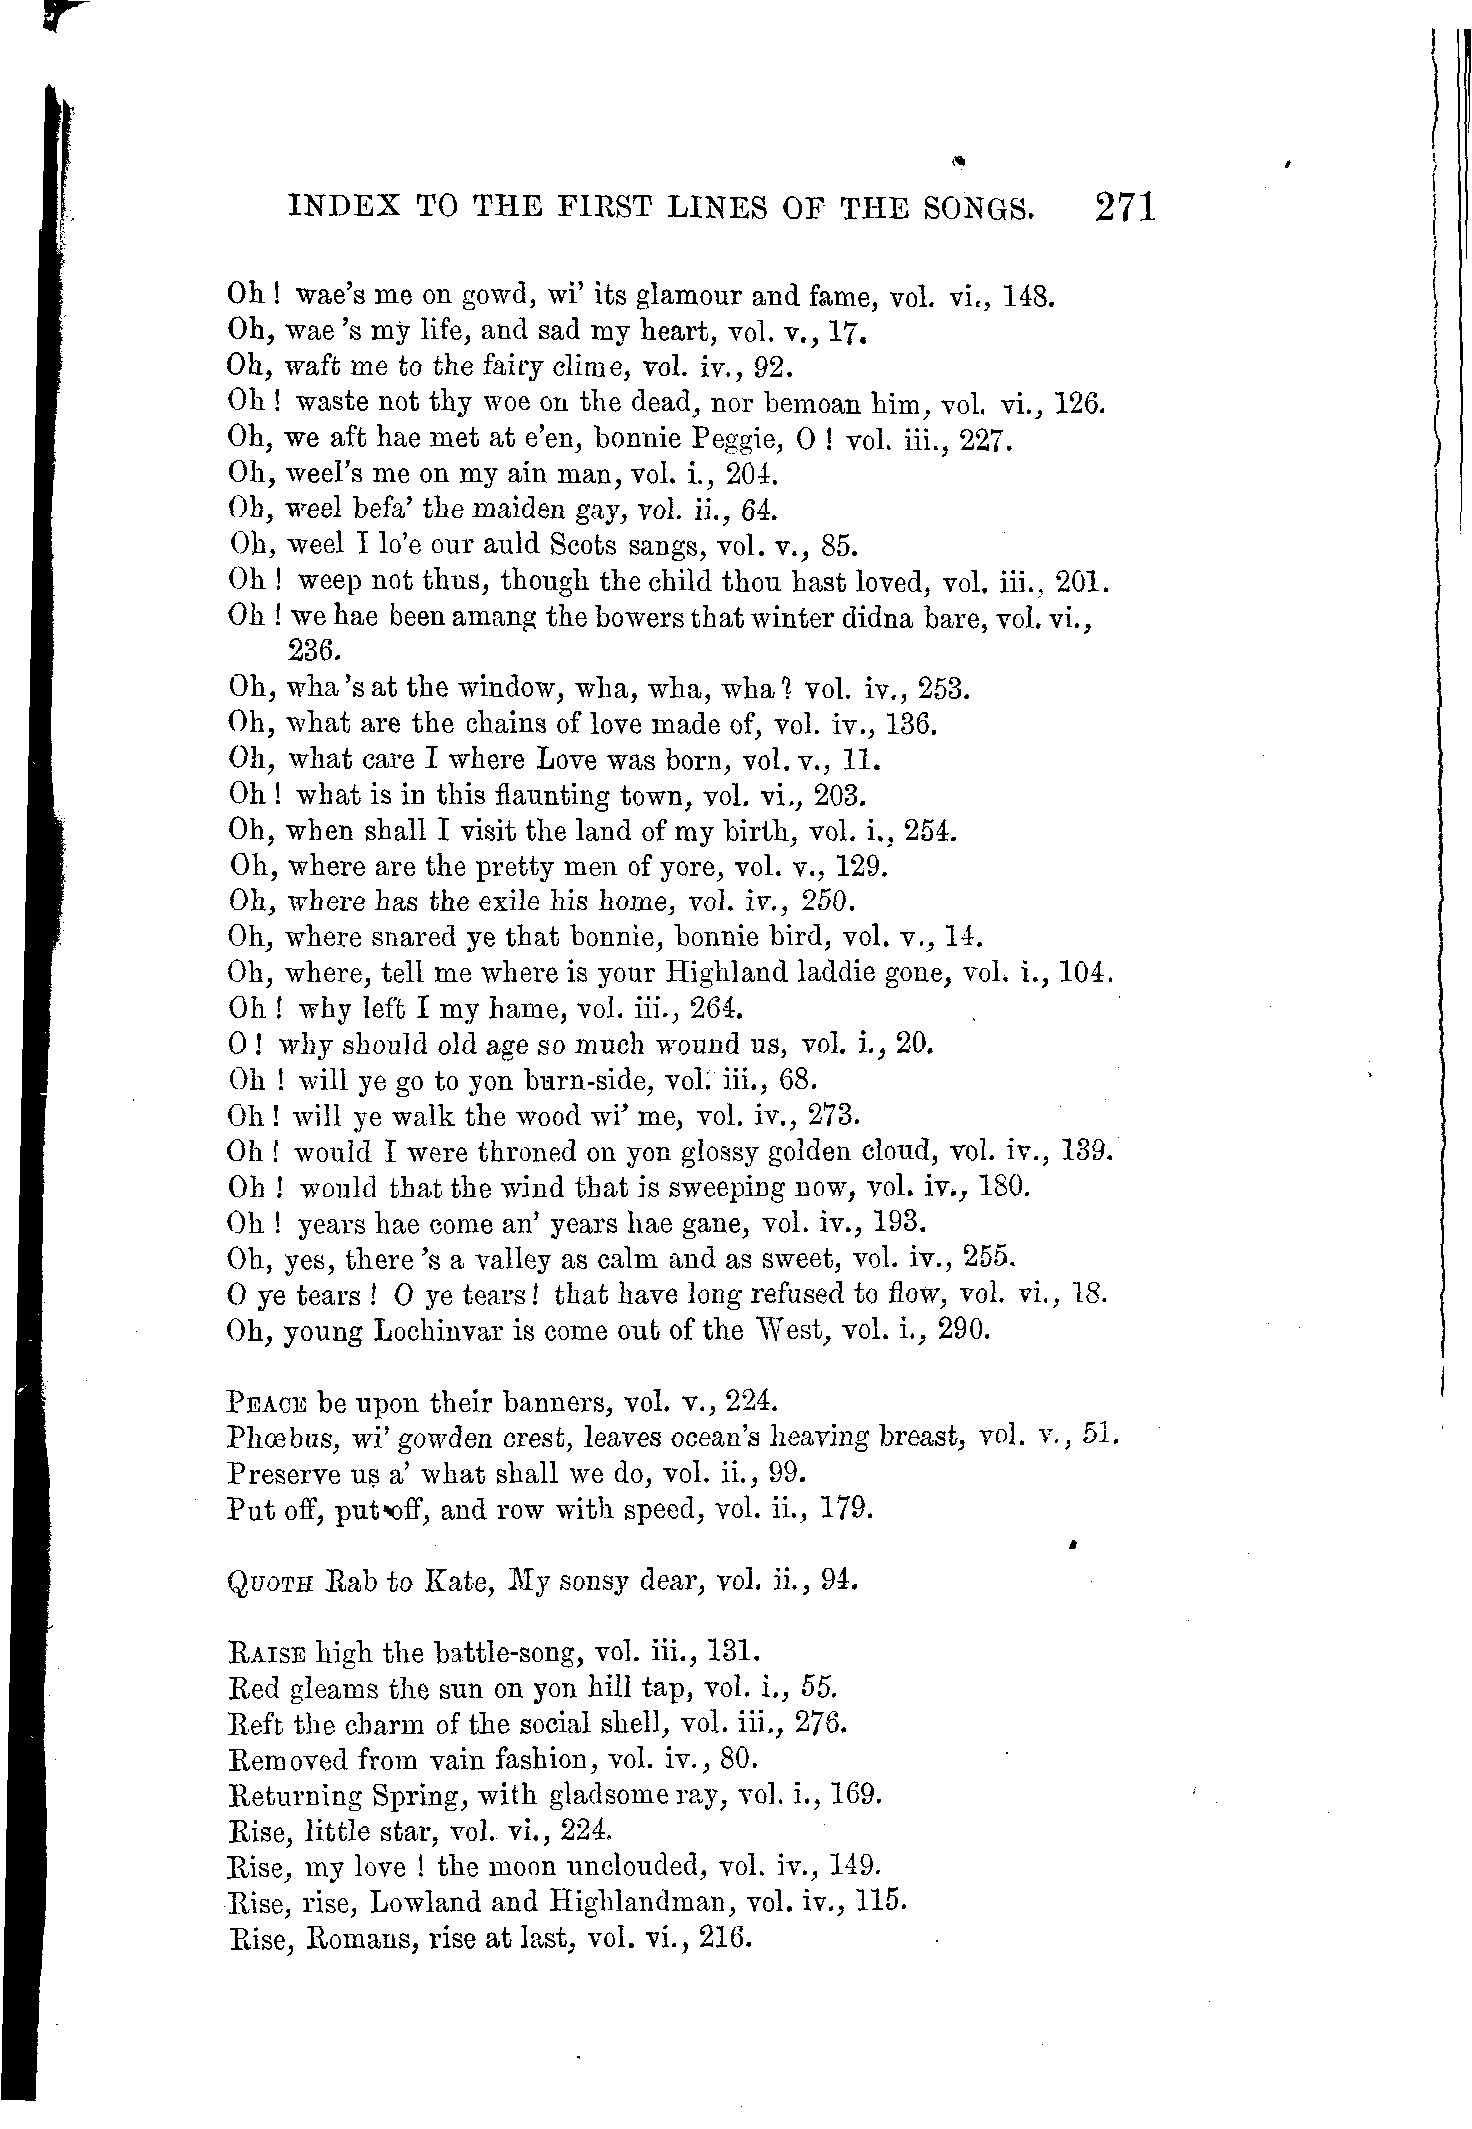 INDEX TO THE FIRST LINES OF THE SONGS. 271
Oh! wae's me on gowd, wi' its glamour and fame, vol. vi., 148.
Oh, wae 's my life, and sad my heart, vol. v., 17.
Oh, waft me to the fairy clime, vol. iv., 92.
Oh! waste not thy woe on the dead, nor bemoan him, vol. vi., 126.
Oh, we aft hae met at e'en, bonnie Peggie, O! vol. iii., 227.
Oh, weel's me on my ain man, vol. i., 204.
Oh, weel befa' the maiden gay, vol. ii., 64.
Oh, weel I lo'e our auld Scots sangs, vol. v., 85.
Oh! weep not thus, though the child thou hast loved, vol. iii., 201.
Oh! we hae been amang the bowers that winter didna bare, vol. vi.,
236.
Oh, wha 's at the window, wha, wha, wha? vol. iv., 253.
Oh, what are the chains of love made of, vol. iv., 136.
Oh, what care I where Love was born, vol. v., 11.
Oh! what is in this flaunting town, vol. vi., 203.
Oh, when shall I visit the land of my birth, vol. i., 254.
Oh, where are the pretty men of yore, vol. v., 129.
Oh, where has the exile his home, vol. iv., 250.
Oh, where snared ye that bonnie, bonnie bird, vol. v., 14.
Oh, where, tell me where is your Highland laddie gone, vol. i., 104.
Oh! why left I my hame, vol. iii., 264.
O! why should old age so much wound us, vol. i., 20.
Oh! will ye go to yon burn-side, vol. iii., 68.
Oh! will ye walk the wood wi' me, vol. iv., 273.
Oh! would I were throned on yon glossy golden cloud, vol. iv., 139.
Oh! would that the wind that is sweeping now, vol. iv., 180.
Oh! years hae come an' years hae gane, vol. iv., 193.
Oh, yes, there 's a valley as calm and as sweet, vol. iv., 255.
O ye tears! O ye tears! that have long refused to flow, vol. vi., 18.
Oh, young Lochinvar is come out of the West, vol. i., 290.
PEACE be upon their banners, vol. v., 224.
Phœbus, wi' gowden crest, leaves ocean's heaving breast, vol. v., 51.
Preserve us a' what shall we do, vol. ii., 99.
Put off, put off, and row with speed, vol. ii., 179.
QUOTH Rab to Kate, My sonsy dear, vol. ii., 94.
RAISE high the battle-song, vol. iii., 131.
Red gleams the sun on yon hill tap, vol. i., 55.
Reft the charm of the social shell, vol. iii., 276.
Removed from vain fashion, vol. iv., 80.
Returning Spring, with gladsome ray, vol. i., 169.
Rise, little star, vol. vi., 224.
Rise, my love! the moon unclouded, vol. iv., 149.
Rise, rise, Lowland and Highlandman, vol. iv., 115.
Rise, Romans, rise at last, vol. vi., 216.